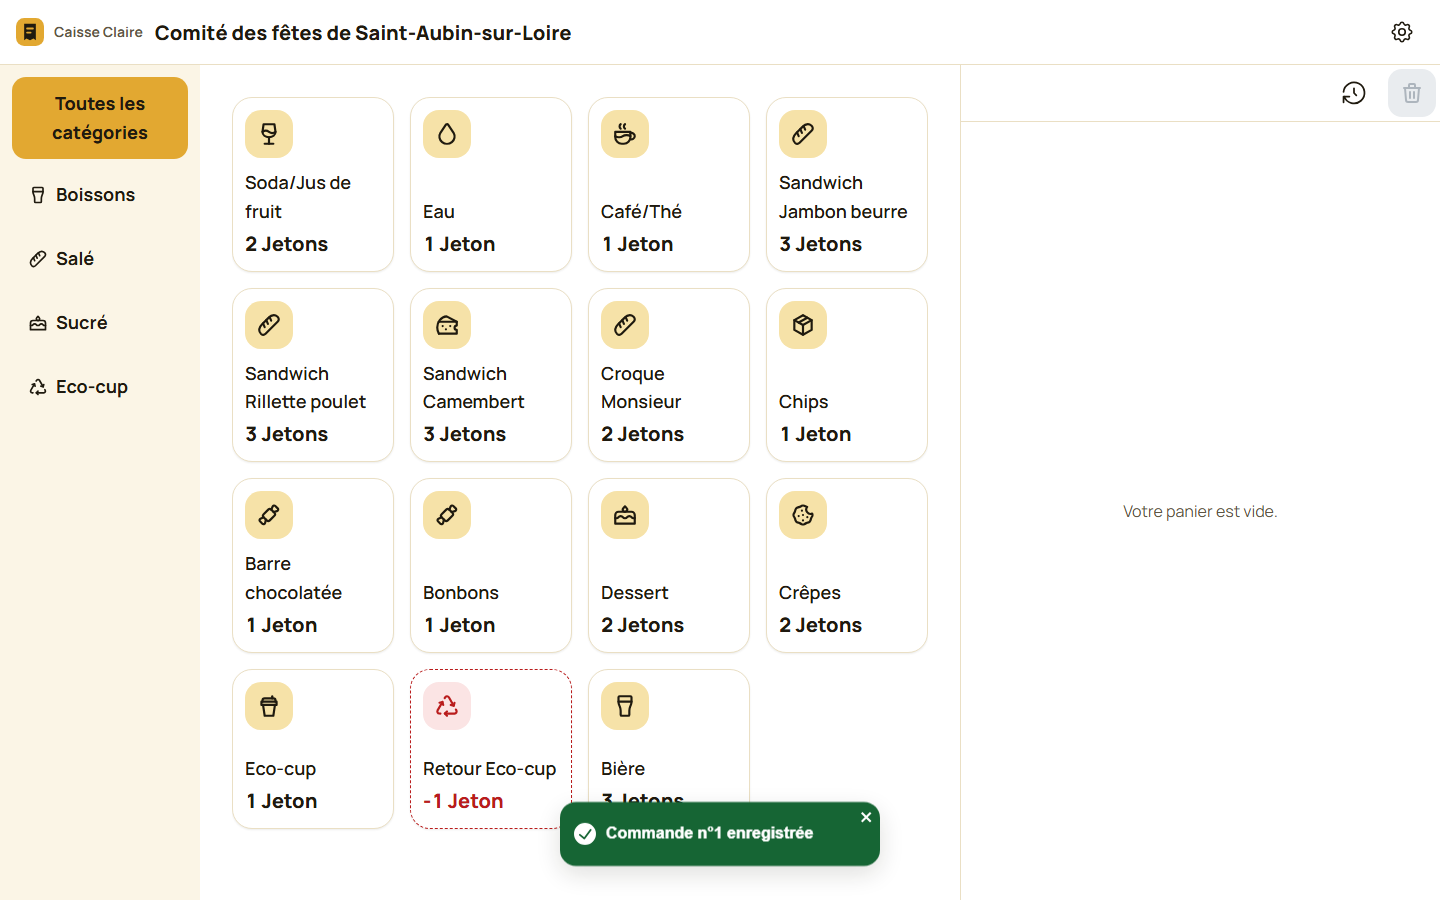 Caisse Claire
Comité des fêtes de Saint-Aubin-sur-Loire
Toutes les
catégories
Boissons
Salé
Sucré
Eco-cup
Soda/Jus de
fruit
2 Jetons
Eau
1 Jeton
Café/Thé
1 Jeton
Sandwich
Jambon beurre
3 Jetons
Sandwich
Rillette poulet
3 Jetons
Sandwich
Camembert
3 Jetons
Croque
Monsieur
2 Jetons
Chips
1 Jeton
Barre
chocolatée
1 Jeton
Bonbons
1 Jeton
Dessert
2 Jetons
Crêpes
2 Jetons
Eco-cup
1 Jeton
Retour Eco-cup
-1 Jeton
Bière
3 Jetons
Commande n°1 enregistrée
Votre panier est vide.